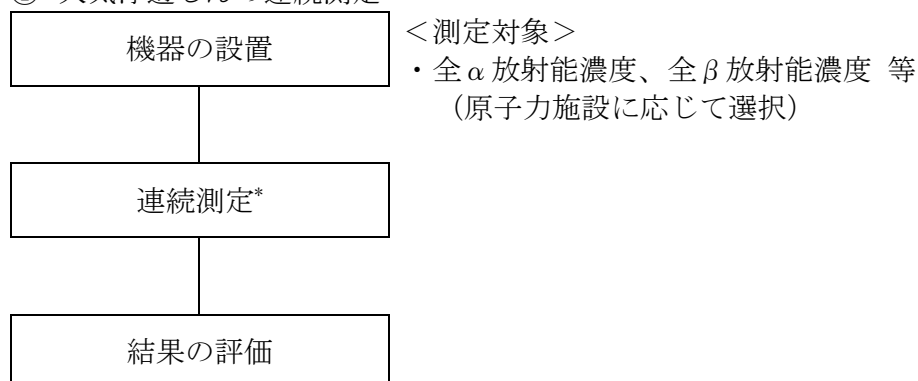 大気浮遊じんの連続測定
機器の設置
＜測定対象＞
・全α放射能濃度、全β放射能濃度 等
（原子力施設に応じて選択）
連続測定*
結果の評価